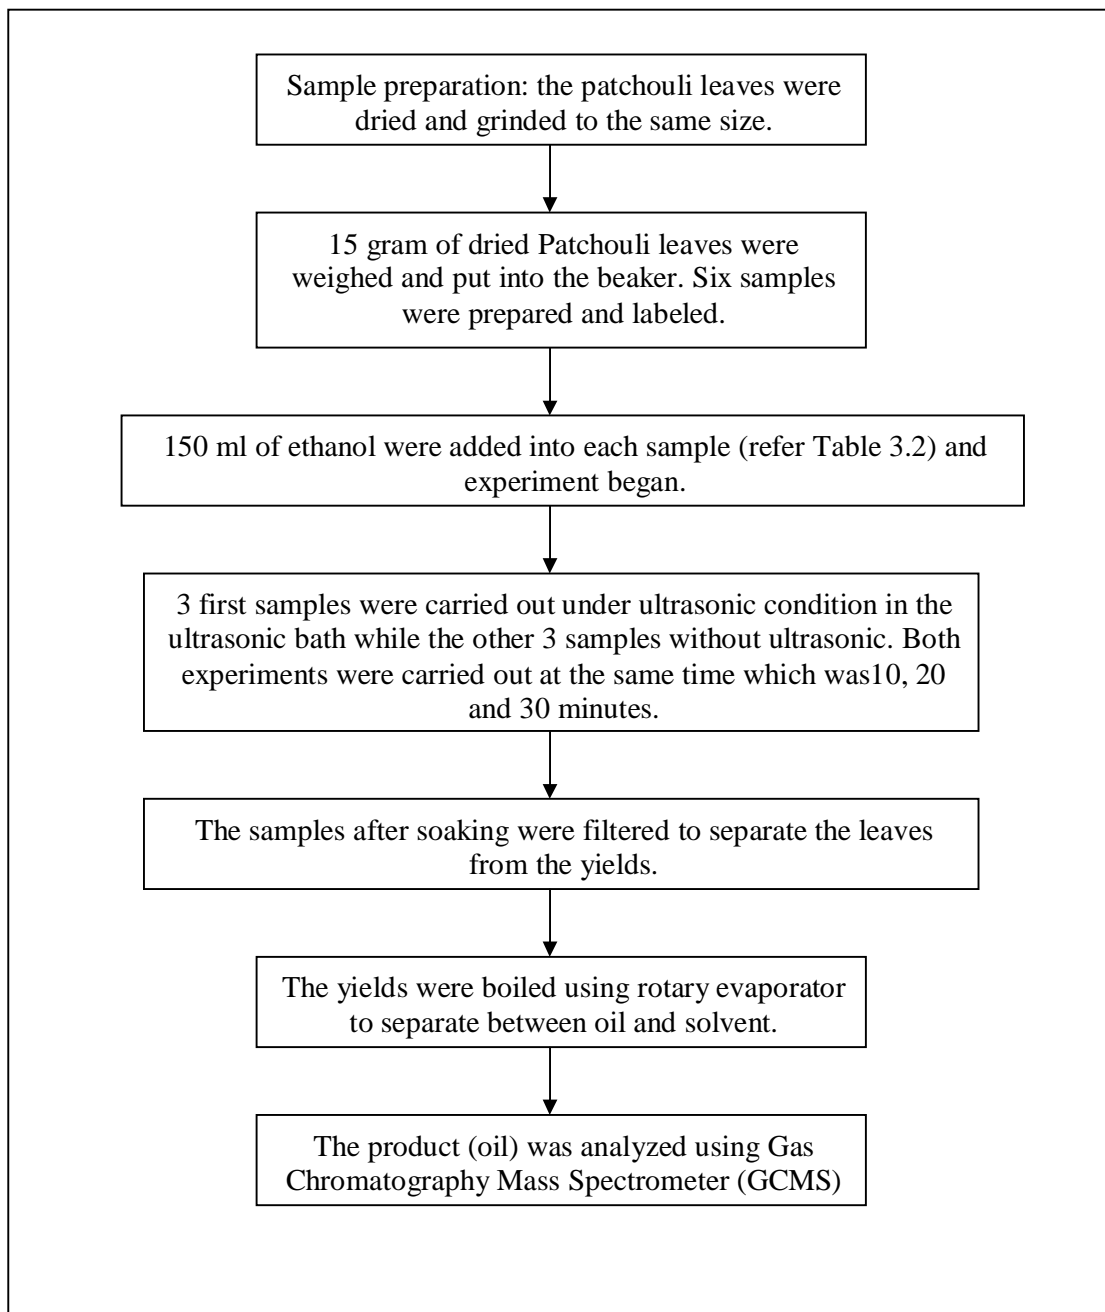 Sample preparation: the patchouli leaves were
dried and grinded to the same size.
15 gram of dried Patchouli leaves were
weighed and put into the beaker. Six samples
were prepared and labeled.
150 ml of ethanol were added into each sample (refer Table 3.2) and
experiment began.
3 first samples were carried out under ultrasonic condition in the
ultrasonic bath while the other 3 samples without ultrasonic. Both
experiments were carried out at the same time which was10, 20
and 30 minutes.
The samples after soaking were filtered to separate the leaves
from the yields.
The yields were boiled using rotary evaporator
to separate between oil and solvent.
The product (oil) was analyzed using Gas
Chromatography Mass Spectrometer (GCMS)